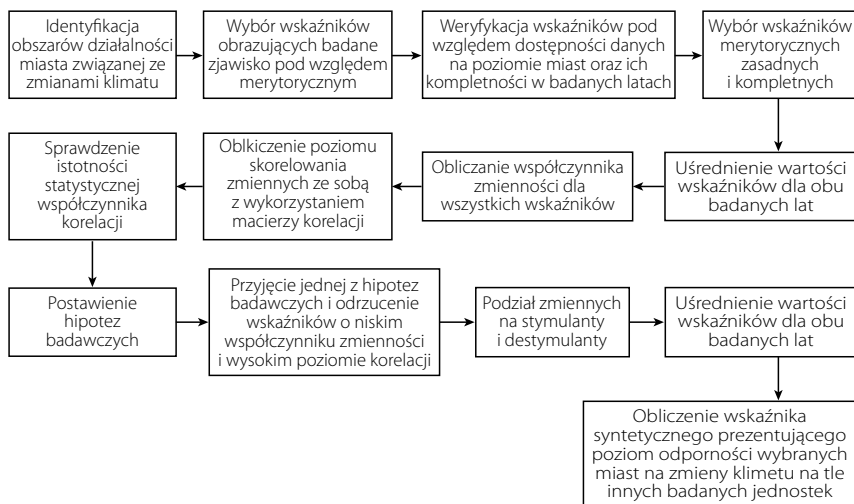 Identyfikacja
obszarów działalności
miasta związanej ze
zmianami klimatu
Wybór wskaźników
obrazujących badane
zjawisko pod względem
merytorycznym
Weryfykacja wskaźników pod
względem dostępności danych
na poziomie miast oraz ich
kompletności w badanych latach
Wybór wskaźników
merytorycznych
zasadnych
i kompletnych
Uśrednienie wartości
wskaźników dla obu
badanych lat
Obliczanie współczynnika
zmienności dla
wszystkich wskaźników
Oblkiczenie poziomu
skorelowania
zmiennych ze sobą
z wykorzystaniem
macierzy korelacji
Sprawdzenie
istotności
statystycznej
współczynnika
korelacji
Postawienie
hipotez
badawczych
Przyjęcie jednej z hipotez
badawczych i odrzucenie
wskaźników o niskim
współczynniku zmienności
i wysokim poziomie korelacji
Podział zmiennych
na stymulanty
i destymulanty
Uśrednienie wartości
wskaźników dla obu
badanych lat
Obliczenie wskaźnika
syntetycznego prezentującego
poziom odporności wybranych
miast na zmieny klimetu na tle
innych badanych jednostek